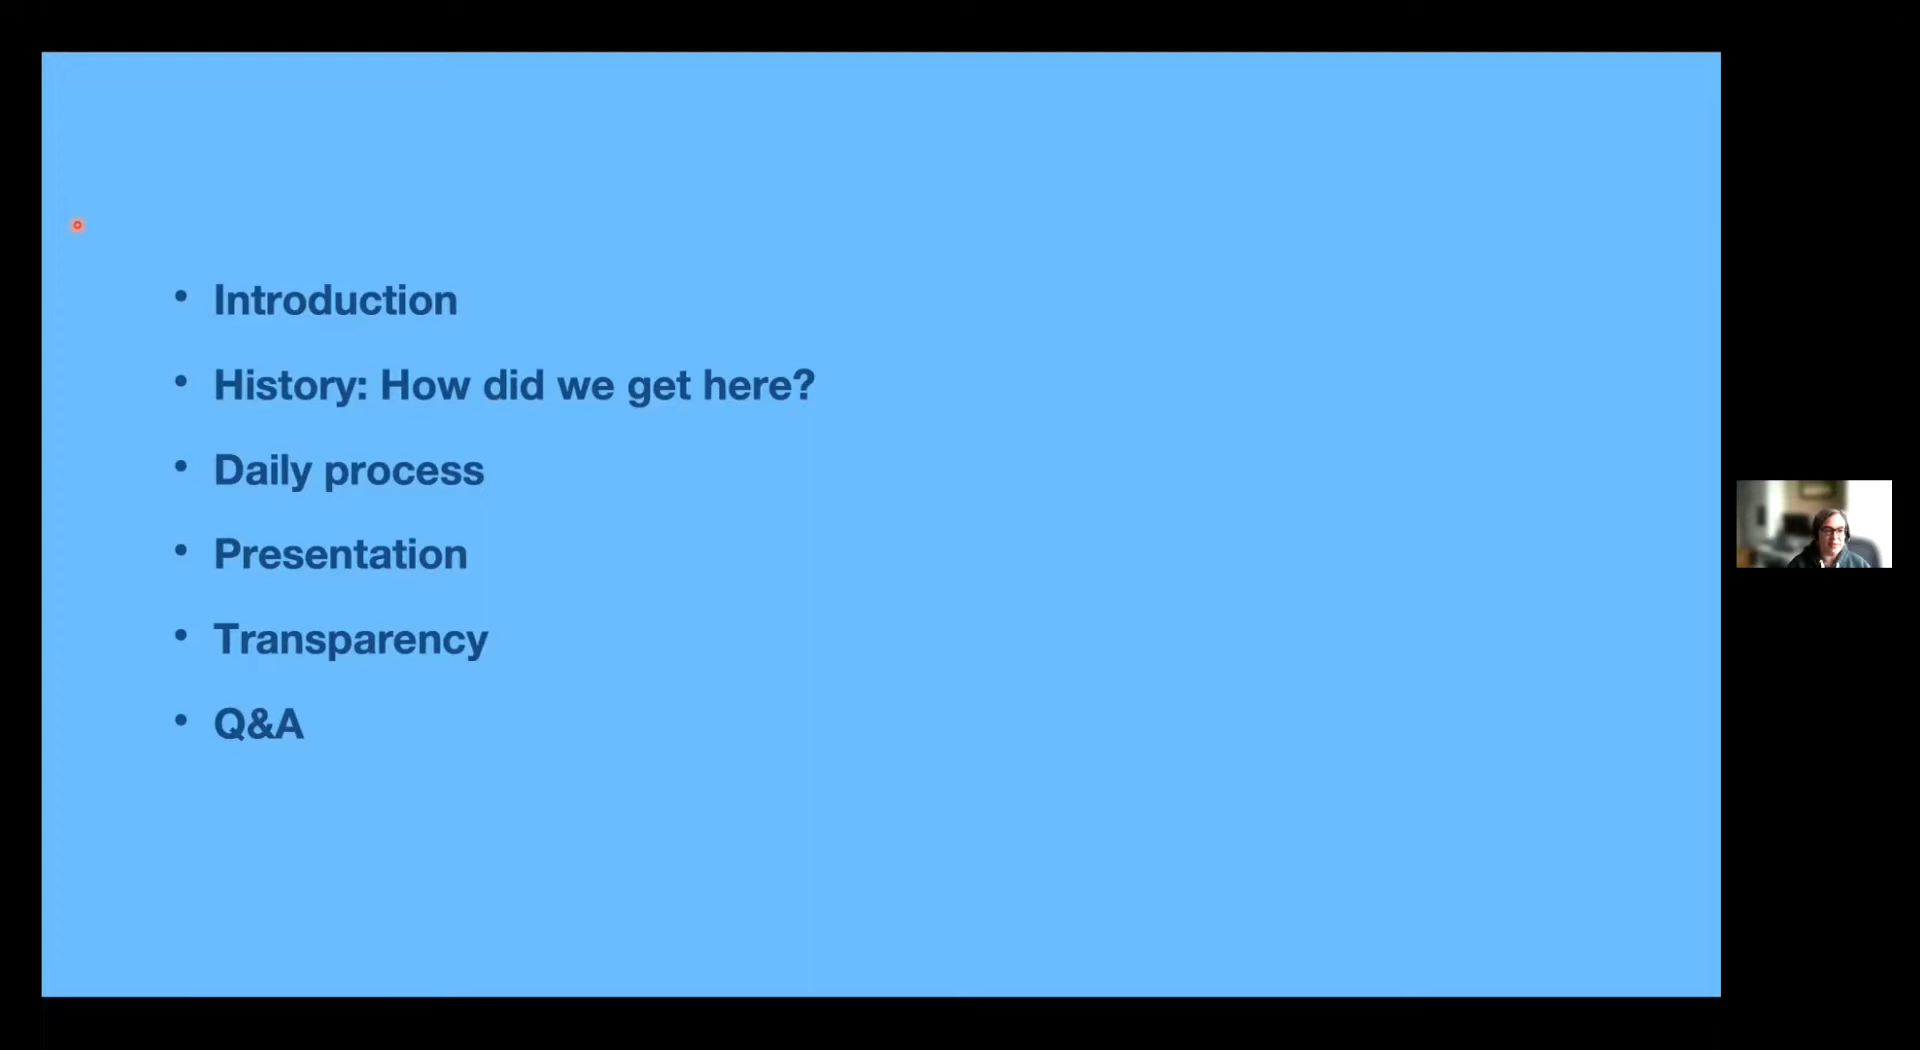 • Introduction
• History: How did we get here?
• Daily process
• Presentation
• Transparency
• Q&A